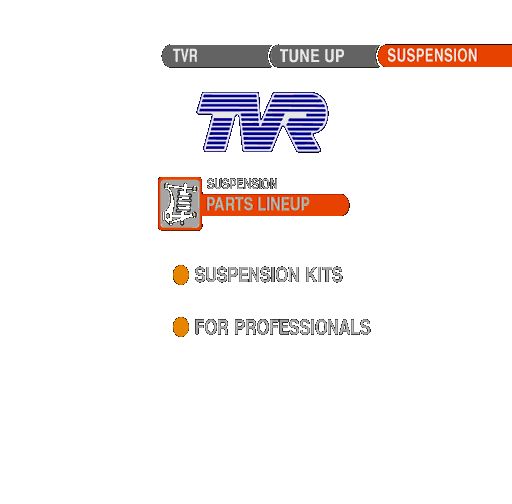 TVR
TUNE UP
SUSPENSION
TVR
SUSPENSION
PARTS LINEUP
SUSPENSION KITS
FOR PROFESSIONALS